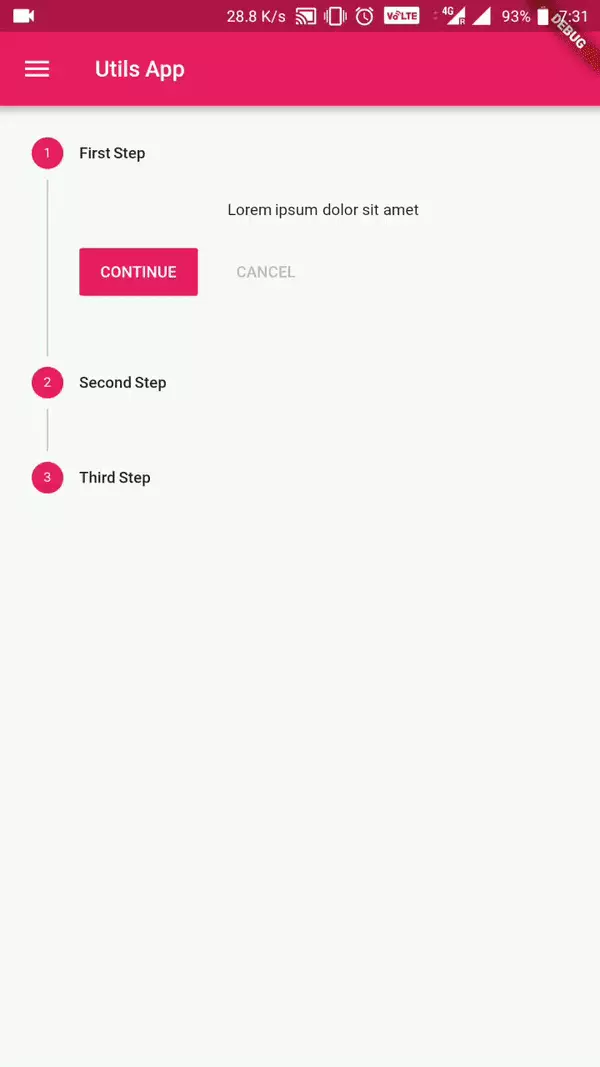 28.8 K/s VoLTE 4G R 93% 7:31
DEBUG
Utils App
1 First Step
Lorem ipsum dolor sit amet
CONTINUE CANCEL
2 Second Step
3 Third Step